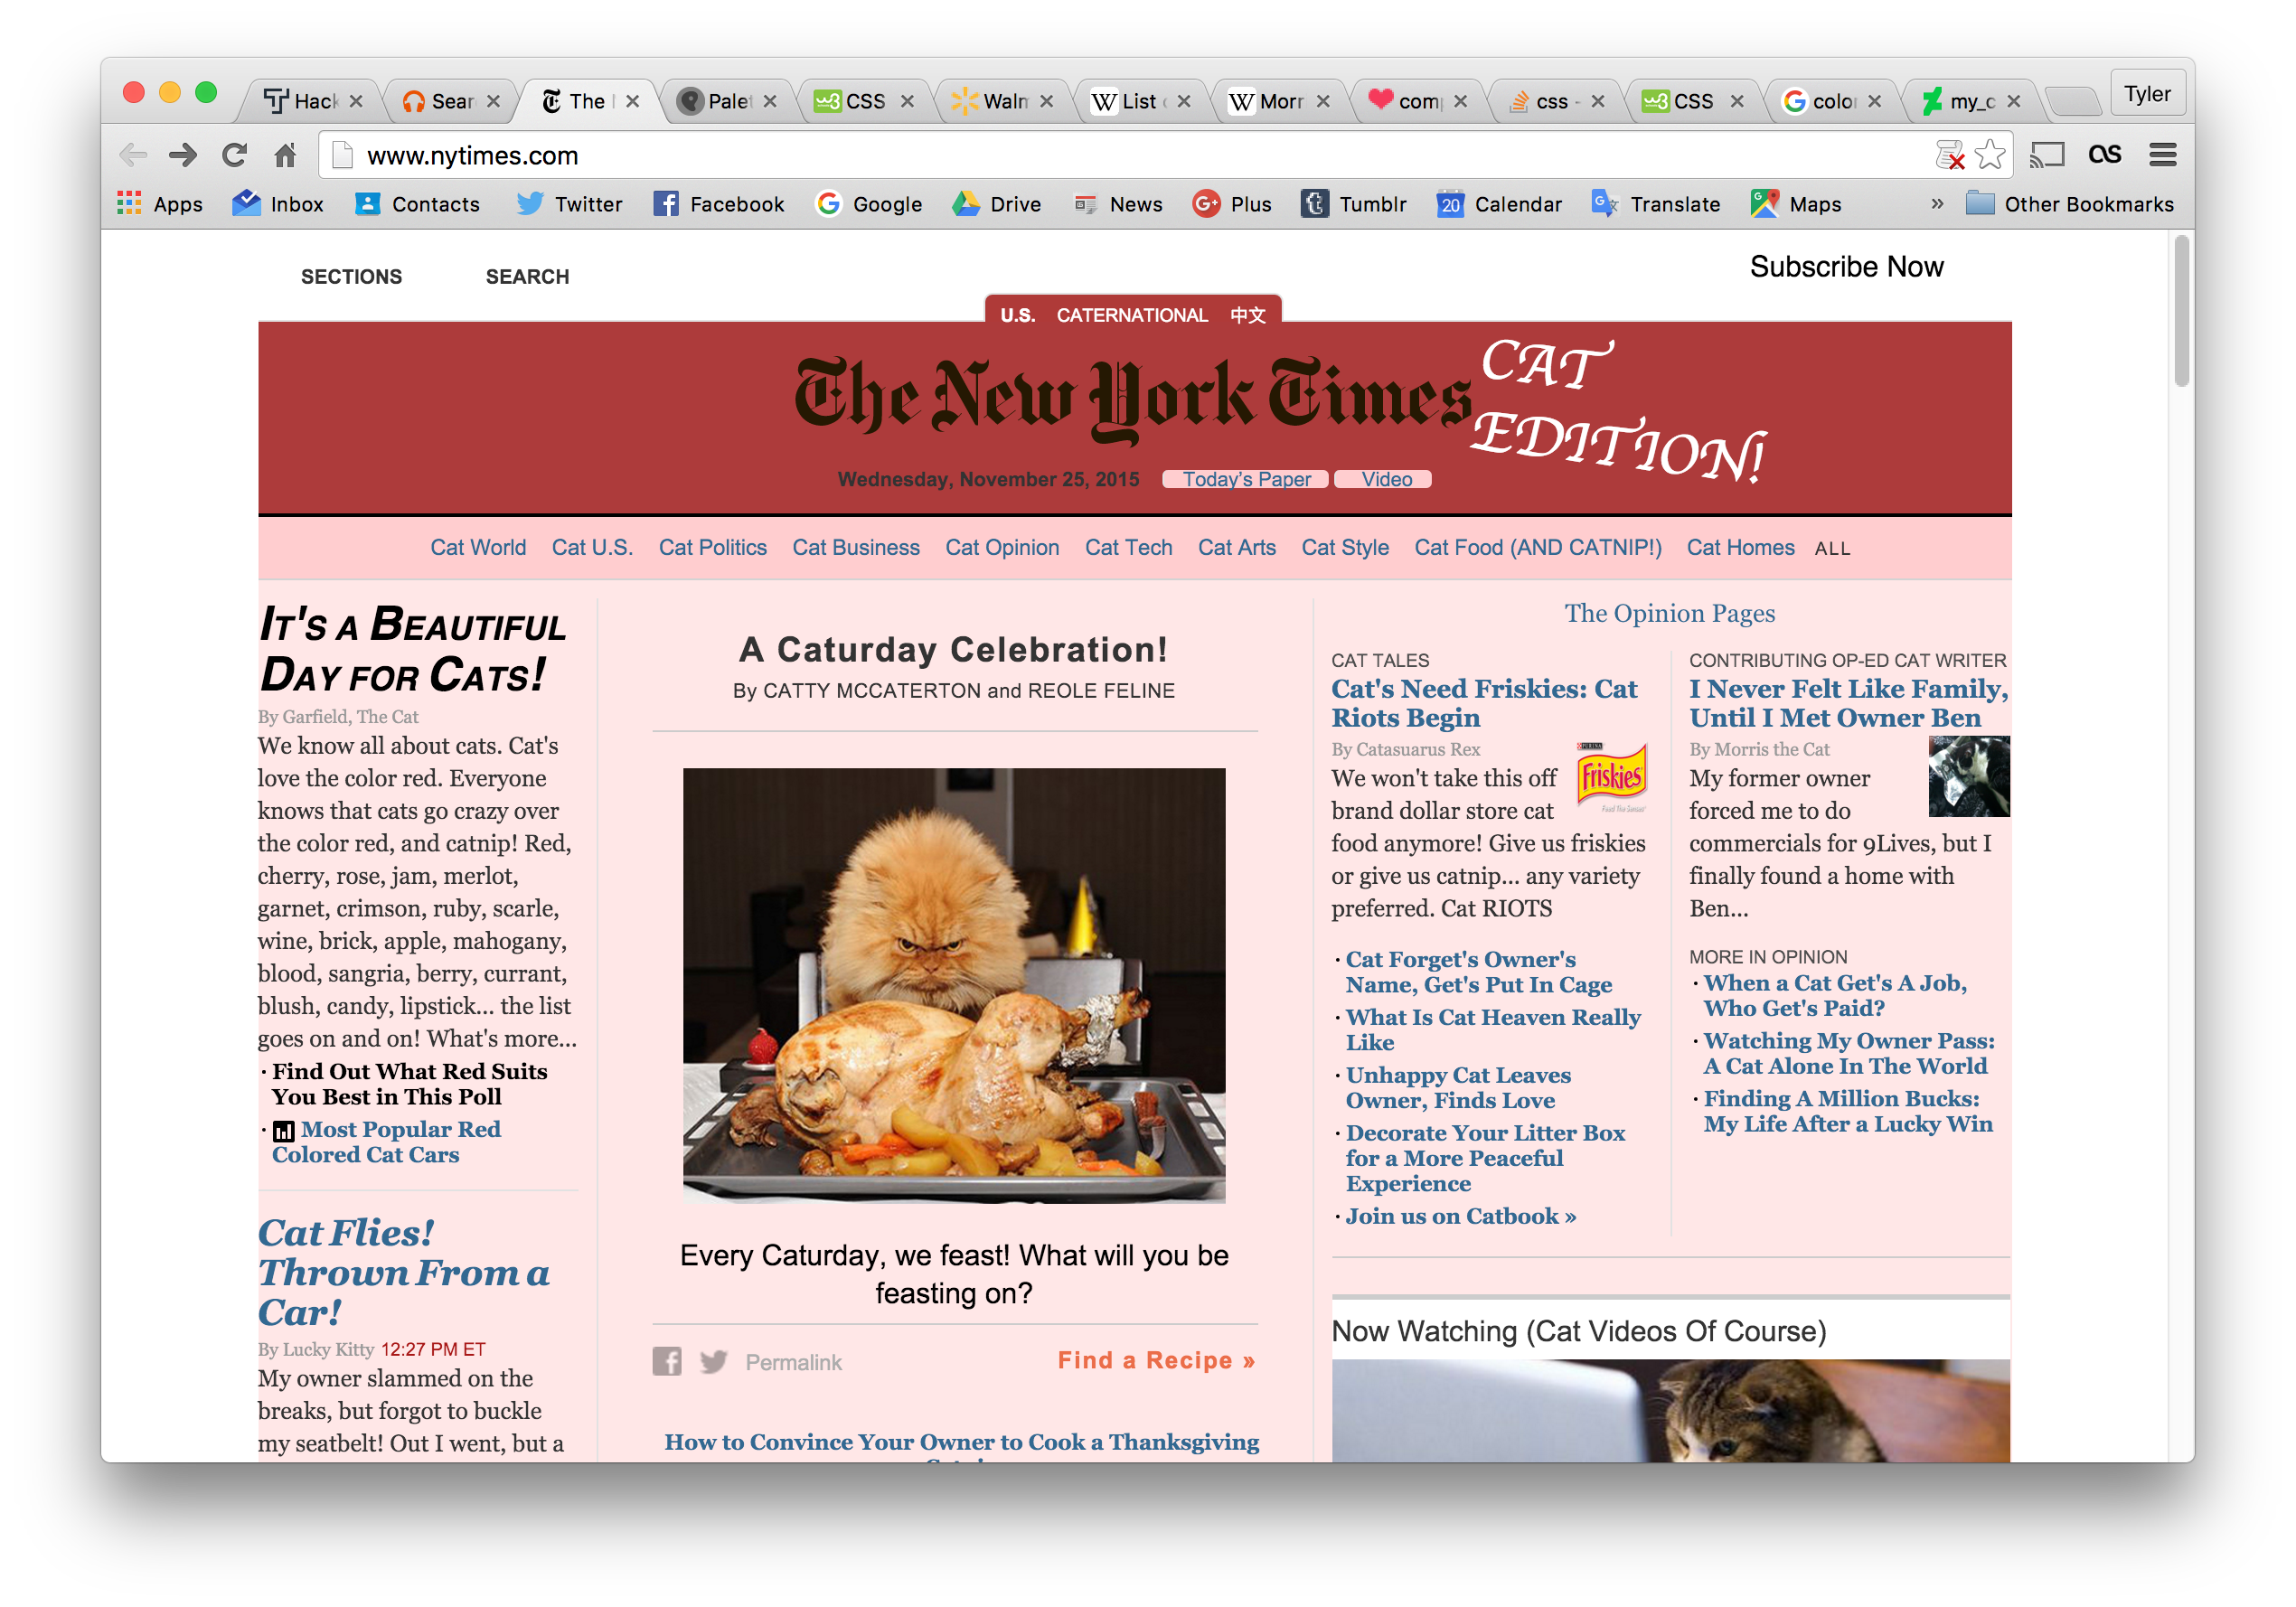 Hack
Sear
The
Palet
CSS
Waln
List
Morr
com
css -
CSS
color
my_c
Tyler
www.nytimes.com
Apps
Inbox
Contacts
Twitter
Facebook
Google
Drive
News
Plus
Tumblr
20 Calendar
Translate
Maps
»
Other Bookmarks
SECTIONS
SEARCH
Subscribe Now
U.S. CATERNATIONAL 中文
The New York Times
CAT
EDITION!
Wednesday, November 25, 2015
Today’s Paper
Video
Cat World Cat U.S. Cat Politics Cat Business Cat Opinion Cat Tech Cat Arts Cat Style Cat Food (AND CATNIP!) Cat Homes ALL
It's a Beautiful
Day for Cats!
By Garfield, The Cat
We know all about cats. Cat's
love the color red. Everyone
knows that cats go crazy over
the color red, and catnip! Red,
cherry, rose, jam, merlot,
garnet, crimson, ruby, scarle,
wine, brick, apple, mahogany,
blood, sangria, berry, currant,
blush, candy, lipstick... the list
goes on and on! What's more...
· Find Out What Red Suits
You Best in This Poll
· Most Popular Red
Colored Cat Cars
Cat Flies!
Thrown From a
Car!
By Lucky Kitty 12:27 PM ET
My owner slammed on the
breaks, but forgot to buckle
my seatbelt! Out I went, but a
A Caturday Celebration!
By CATTY MCCATERTON and REOLE FELINE
Every Caturday, we feast! What will you be
feasting on?
Permalink
Find a Recipe »
How to Convince Your Owner to Cook a Thanksgiving
The Opinion Pages
CAT TALES
Cat's Need Friskies: Cat
Riots Begin
By Catasuarus Rex
PURINA
Friskies
We won't take this off
brand dollar store cat
food anymore! Give us friskies
or give us catnip... any variety
preferred. Cat RIOTS
· Cat Forget's Owner's
Name, Get's Put In Cage
· What Is Cat Heaven Really
Like
· Unhappy Cat Leaves
Owner, Finds Love
· Decorate Your Litter Box
for a More Peaceful
Experience
· Join us on Catbook »
CONTRIBUTING OP-ED CAT WRITER
I Never Felt Like Family,
Until I Met Owner Ben
By Morris the Cat
My former owner
forced me to do
commercials for 9Lives, but I
finally found a home with
Ben...
MORE IN OPINION
· When a Cat Get's A Job,
Who Get's Paid?
· Watching My Owner Pass:
A Cat Alone In The World
· Finding A Million Bucks:
My Life After a Lucky Win
Now Watching (Cat Videos Of Course)